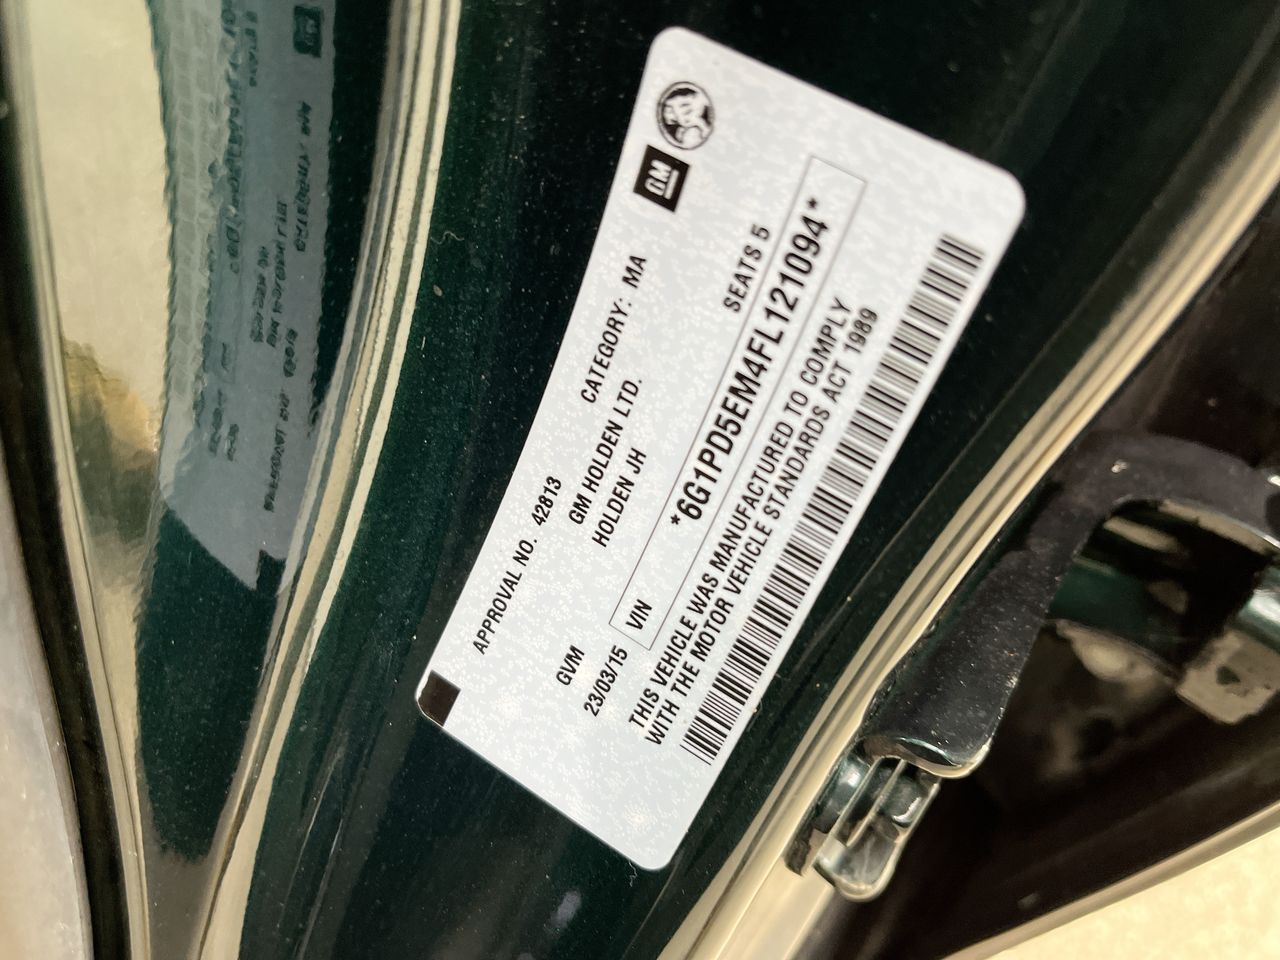 GM
APPROVAL NO. 42813 CATEGORY: MA
GM HOLDEN LTD.
HOLDEN JH
GVM
23/03/15 SEATS 5
VIN *6G1PD5EM4FL121094*
THIS VEHICLE WAS MANUFACTURED TO COMPLY
WITH THE MOTOR VEHICLE STANDARDS ACT 1989